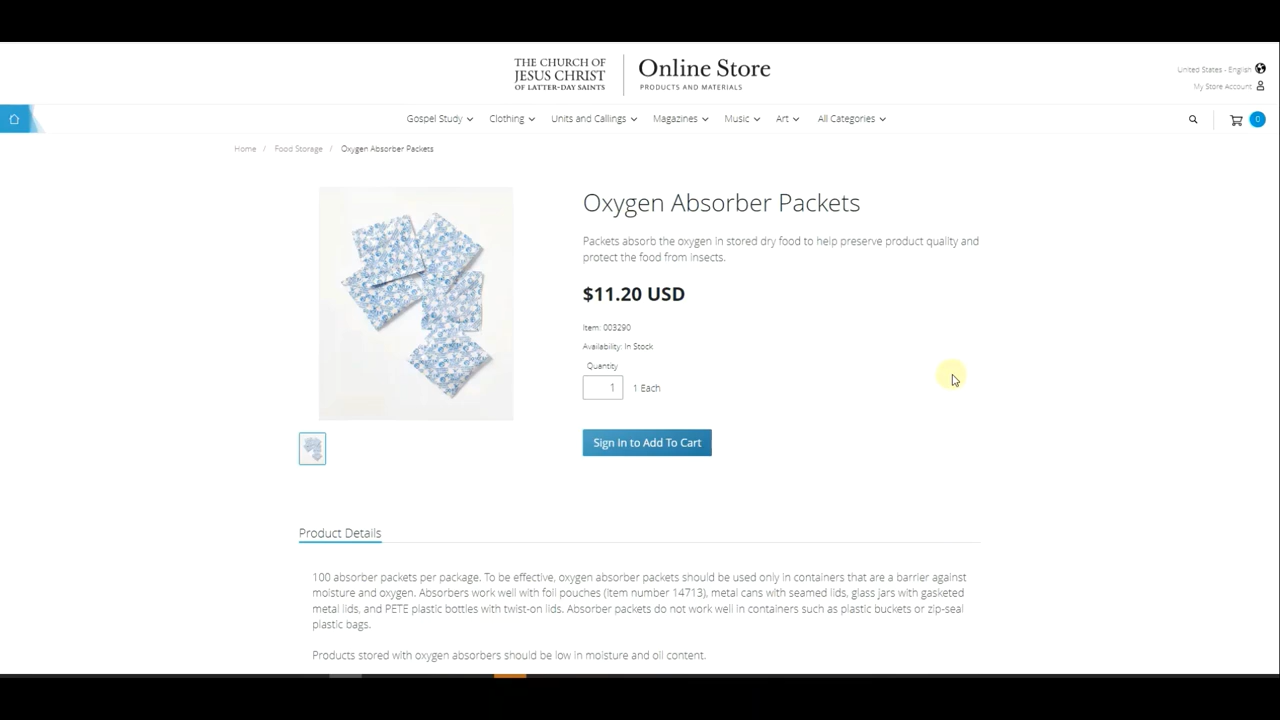 THE CHURCH OF
JESUS CHRIST
OF LATTER-DAY SAINTS
Online Store
PRODUCTS AND MATERIALS
United States - English
My Store Account
Gospel Study
Clothing
Units and Callings
Magazines
Music
Art
All Categories
0
Home / Food Storage / Oxygen Absorber Packets
Oxygen Absorber Packets
Packets absorb the oxygen in stored dry food to help preserve product quality and
protect the food from insects.
$11.20 USD
Item: 003290
Availability: In Stock
Quantity
1 1 Each
Sign In to Add To Cart
Product Details
100 absorber packets per package. To be effective, oxygen absorber packets should be used only in containers that are a barrier against
moisture and oxygen. Absorbers work well with foil pouches (Item number 14713), metal cans with seamed lids, glass jars with gasketed
metal lids, and PETE plastic bottles with twist-on lids. Absorber packets do not work well in containers such as plastic buckets or zip-seal
plastic bags.
Products stored with oxygen absorbers should be low in moisture and oil content.